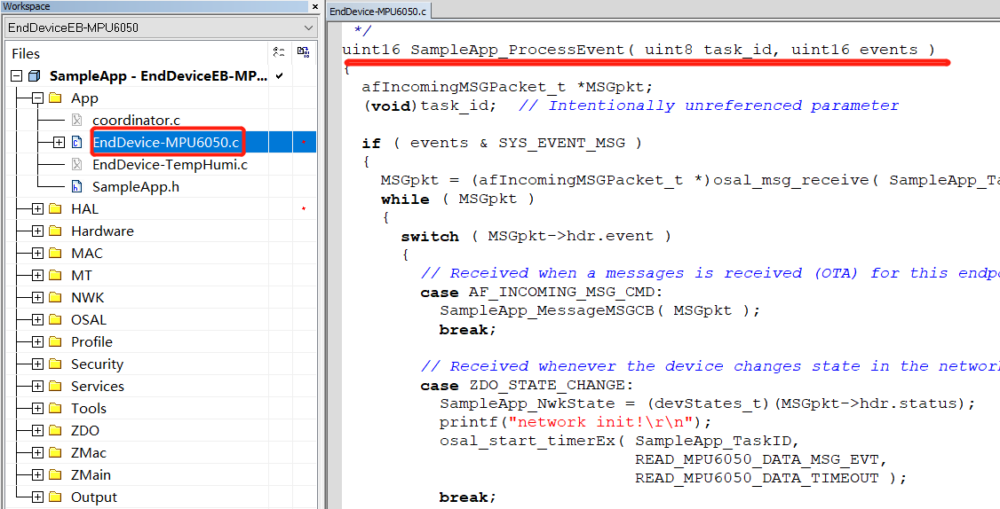 Workspace
EndDeviceEB-MPU6050
Files
SampleApp - EndDeviceEB-MP...
App
coordinator.c
EndDevice-MPU6050.c
EndDevice-TempHumi.c
SampleApp.h
HAL
Hardware
MAC
MT
NWK
OSAL
Profile
Security
Services
Tools
ZDO
ZMac
ZMain
Output
EndDevice-MPU6050.c
*/
uint16 SampleApp_ProcessEvent( uint8 task_id, uint16 events )
{
afIncomingMSGPacket_t *MSGpkt;
(void)task_id;  // Intentionally unreferenced parameter
if ( events & SYS_EVENT_MSG )
{
MSGpkt = (afIncomingMSGPacket_t *)osal_msg_receive( SampleApp_Ta
while ( MSGpkt )
{
switch ( MSGpkt->hdr.event )
{
// Received when a messages is received (OTA) for this endpo
case AF_INCOMING_MSG_CMD:
SampleApp_MessageMSGCB( MSGpkt );
break;
// Received whenever the device changes state in the network
case ZDO_STATE_CHANGE:
SampleApp_NwkState = (devStates_t)(MSGpkt->hdr.status);
printf("network init!\r\n");
osal_start_timerEx( SampleApp_TaskID,
READ_MPU6050_DATA_MSG_EVT,
READ_MPU6050_DATA_TIMEOUT );
break;